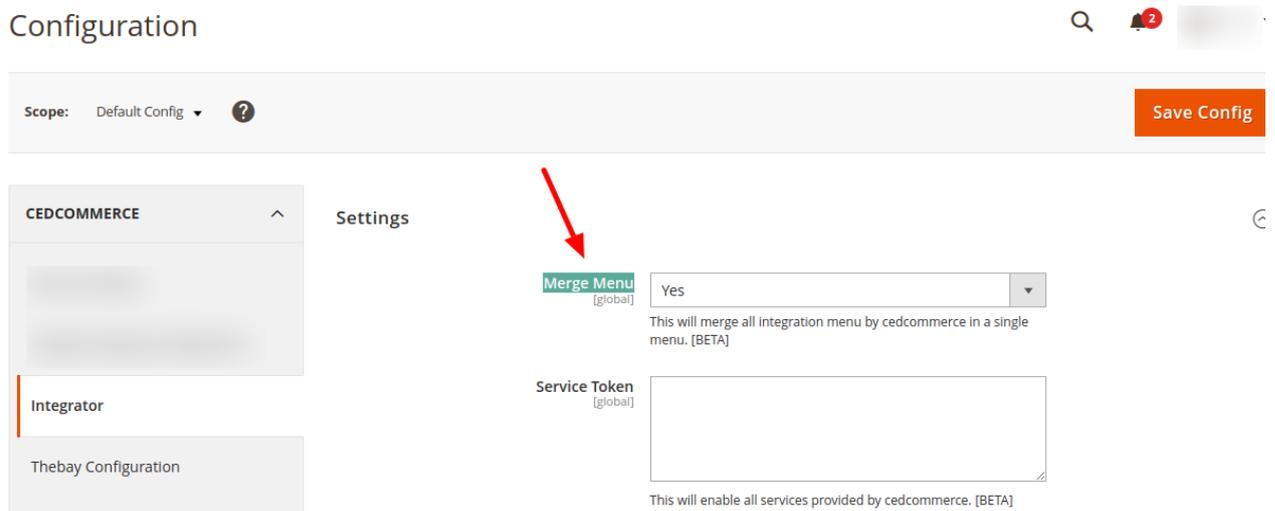 Configuration
2
Scope: Default Config ?
Save Config
CEDCOMMERCE
Settings
Merge Menu
[global]
Yes
This will merge all integration menu by cedcommerce in a single
menu. [BETA]
Service Token
[global]
Integrator
Thebay Configuration
This will enable all services provided by cedcommerce. [BETA]